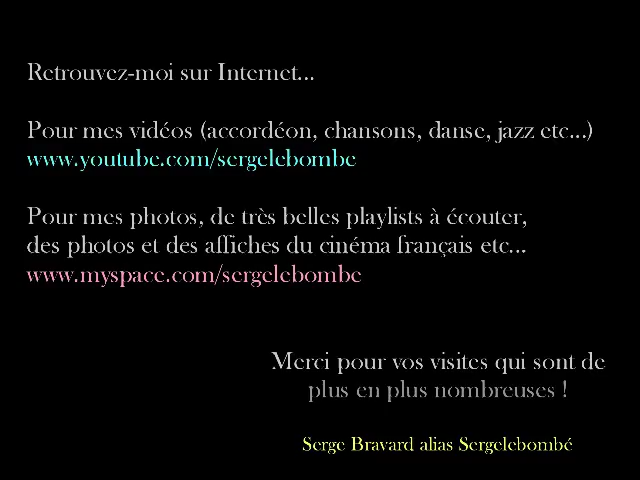 Retrouvez-moi sur Internet...
Pour mes vidéos (accordéon, chansons, danse, jazz etc...)
www.youtube.com/sergelebombe
Pour mes photos, de très belles playlists à écouter,
des photos et des affiches du cinéma français etc...
www.myspace.com/sergelebombe
Merci pour vos visites qui sont de
plus en plus nombreuses !
Serge Bravard alias Sergelebombé